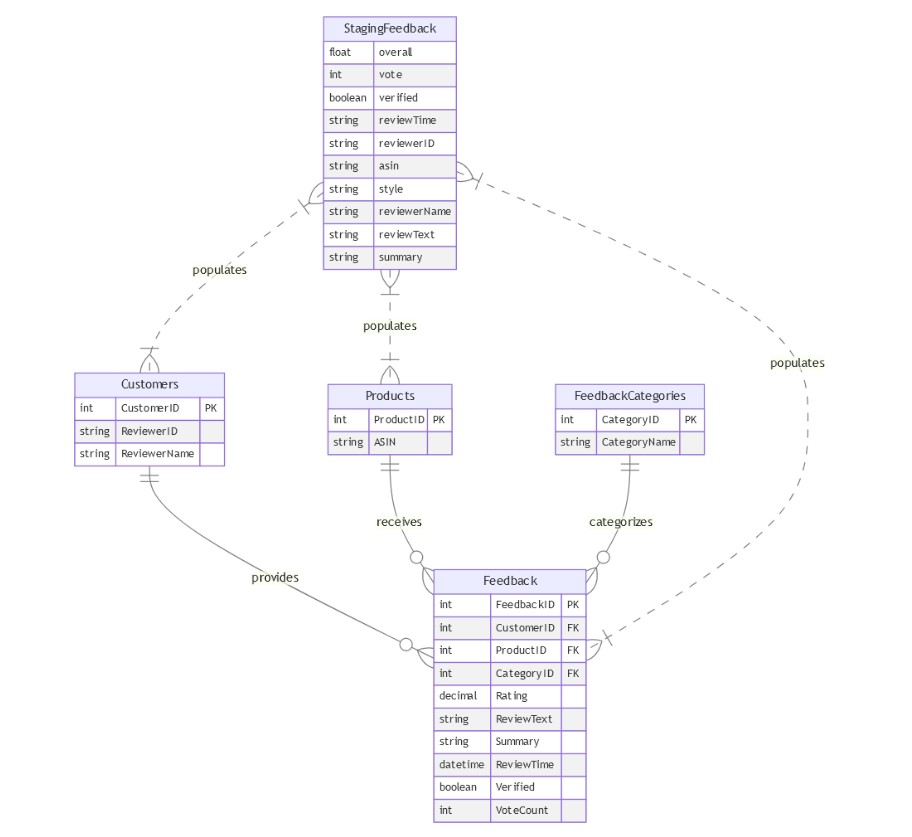 StagingFeedback
float overall
int vote
boolean verified
string reviewTime
string reviewerID
string asin
string style
string reviewerName
string reviewText
string summary
populates
populates
populates
Customers
int CustomerID PK
string ReviewerID
string ReviewerName
Products
int ProductID PK
string ASIN
FeedbackCategories
int CategoryID PK
string CategoryName
receives
categorizes
provides
Feedback
int FeedbackID PK
int CustomerID FK
int ProductID FK
int CategoryID FK
decimal Rating
string ReviewText
string Summary
datetime ReviewTime
boolean Verified
int VoteCount